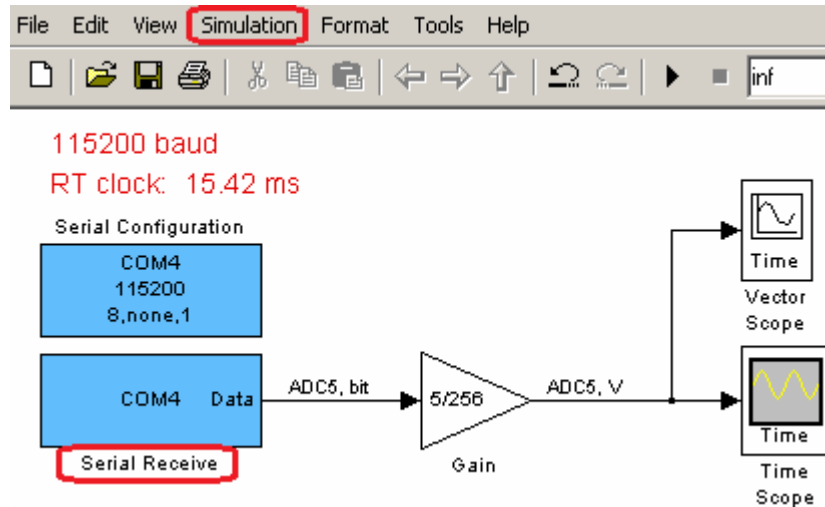 File Edit View Simulation Format Tools Help
inf
115200 baud
RT clock: 15.42 ms
Serial Configuration
COM4
115200
8,none,1
COM4 Data
Serial Receive
ADC5, bit
5/256
Gain
ADC5, V
Time
Vector
Scope
Time
Time
Scope